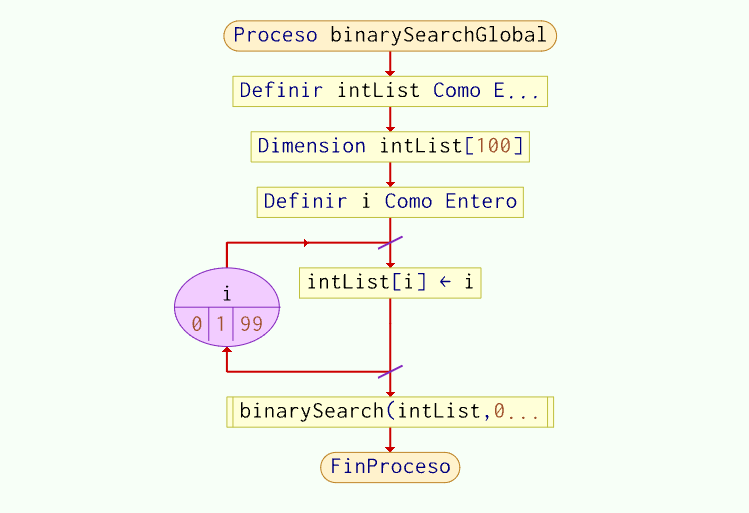 Proceso binarySearchGlobal
Definir intList Como E...
Dimension intList[100]
Definir i Como Entero
intList[i] ← i
i
0 1 99
binarySearch(intList,0...
FinProceso